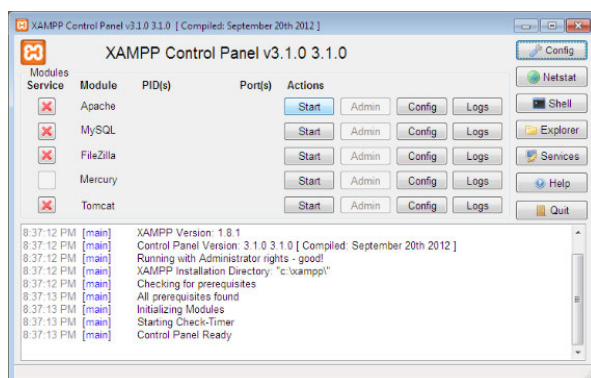 XAMPP Control Panel v3.1.0 3.1.0 [ Compiled: September 20th 2012 ]
XAMPP Control Panel v3.1.0 3.1.0
Config
Modules
Service Module PID(s) Port(s) Actions
Netstat
Apache Start Admin Config Logs
Shell
MySQL Start Admin Config Logs
Explorer
FileZilla Start Admin Config Logs
Services
Mercury Start Admin Config Logs
Help
Tomcat Start Admin Config Logs
Quit
8:37:12 PM [main] XAMPP Version: 1.8.1
8:37:12 PM [main] Control Panel Version: 3.1.0 3.1.0 [ Compiled: September 20th 2012 ]
8:37:12 PM [main] Running with Administrator rights - good!
8:37:12 PM [main] XAMPP Installation Directory: "c:\xampp\"
8:37:12 PM [main] Checking for prerequisites
8:37:13 PM [main] All prerequisites found
8:37:13 PM [main] Initializing Modules
8:37:13 PM [main] Starting Check-Timer
8:37:13 PM [main] Control Panel Ready